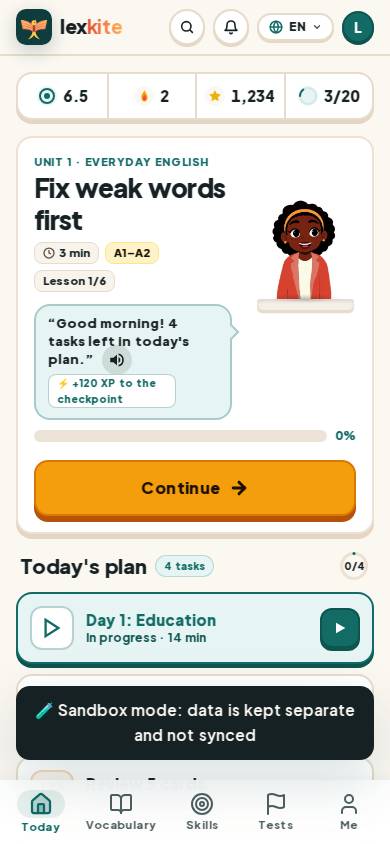 lexkite
EN
L
6.5
2
1,234
3/20
UNIT 1 · EVERYDAY ENGLISH
Fix weak words
first
3 min
A1–A2
Lesson 1/6
“Good morning! 4
tasks left in today's
plan.”
⚡ +120 XP to the
checkpoint
0%
Continue →
Today's plan
4 tasks
0/4
Day 1: Education
In progress · 14 min
🧪 Sandbox mode: data is kept separate
and not synced
Review 5 cards
Today
Vocabulary
Skills
Tests
Me